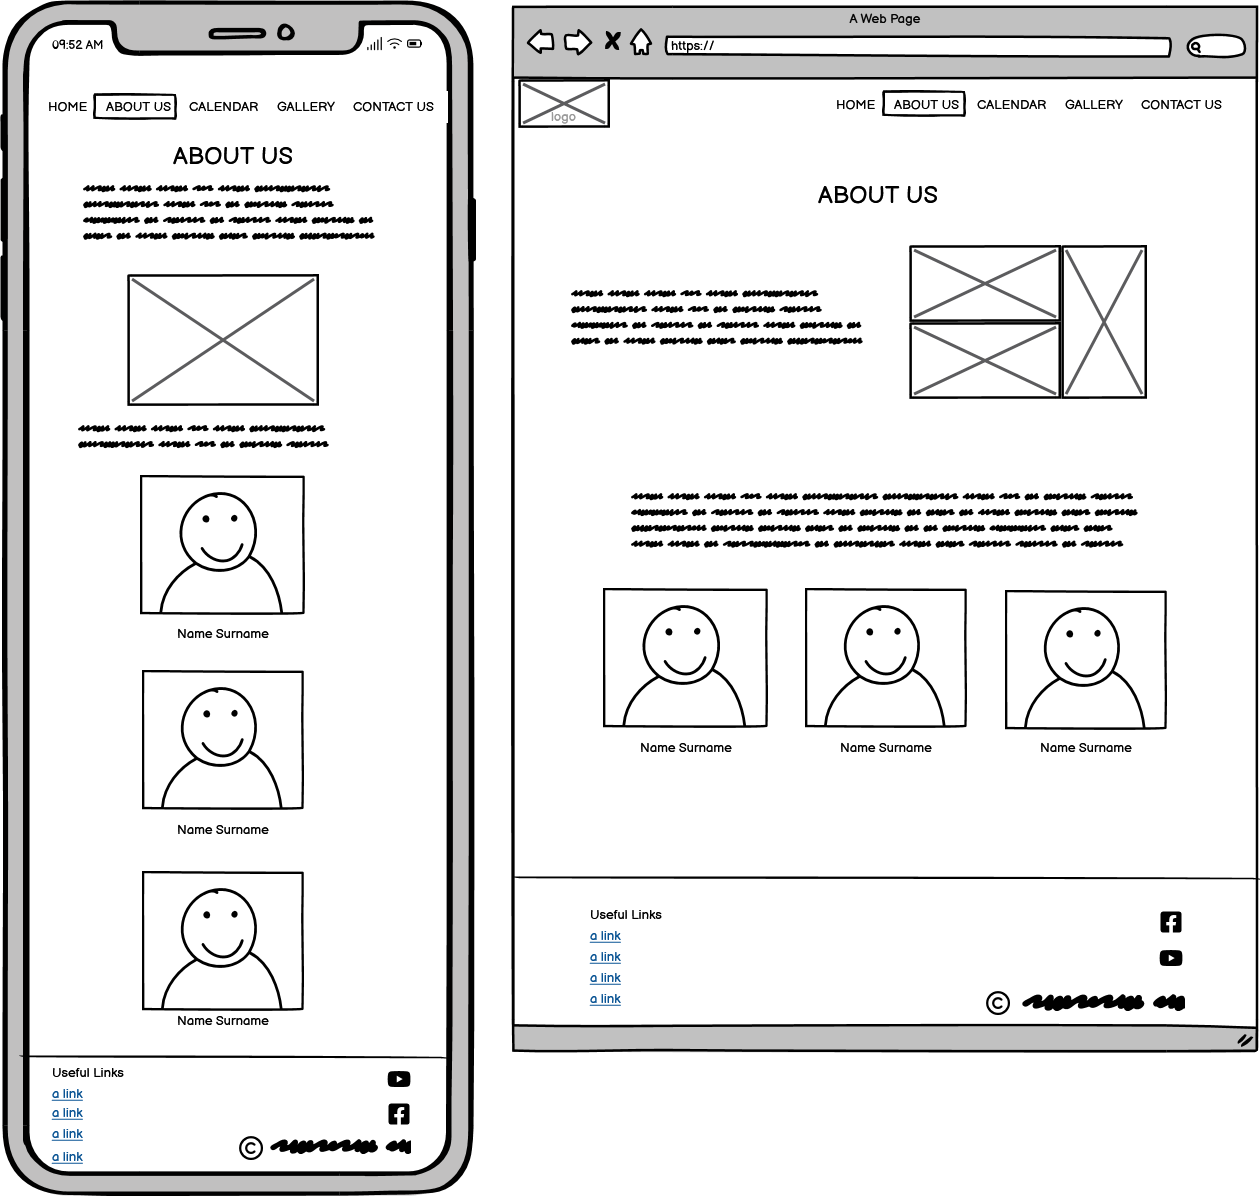 09:52 AM
HOME ABOUT US CALENDAR GALLERY CONTACT US
ABOUT US
Name Surname
Name Surname
Name Surname
Useful Links
a link
a link
a link
a link
©
A Web Page
https://
logo
HOME ABOUT US CALENDAR GALLERY CONTACT US
ABOUT US
Name Surname Name Surname Name Surname
Useful Links
a link
a link
a link
a link
©